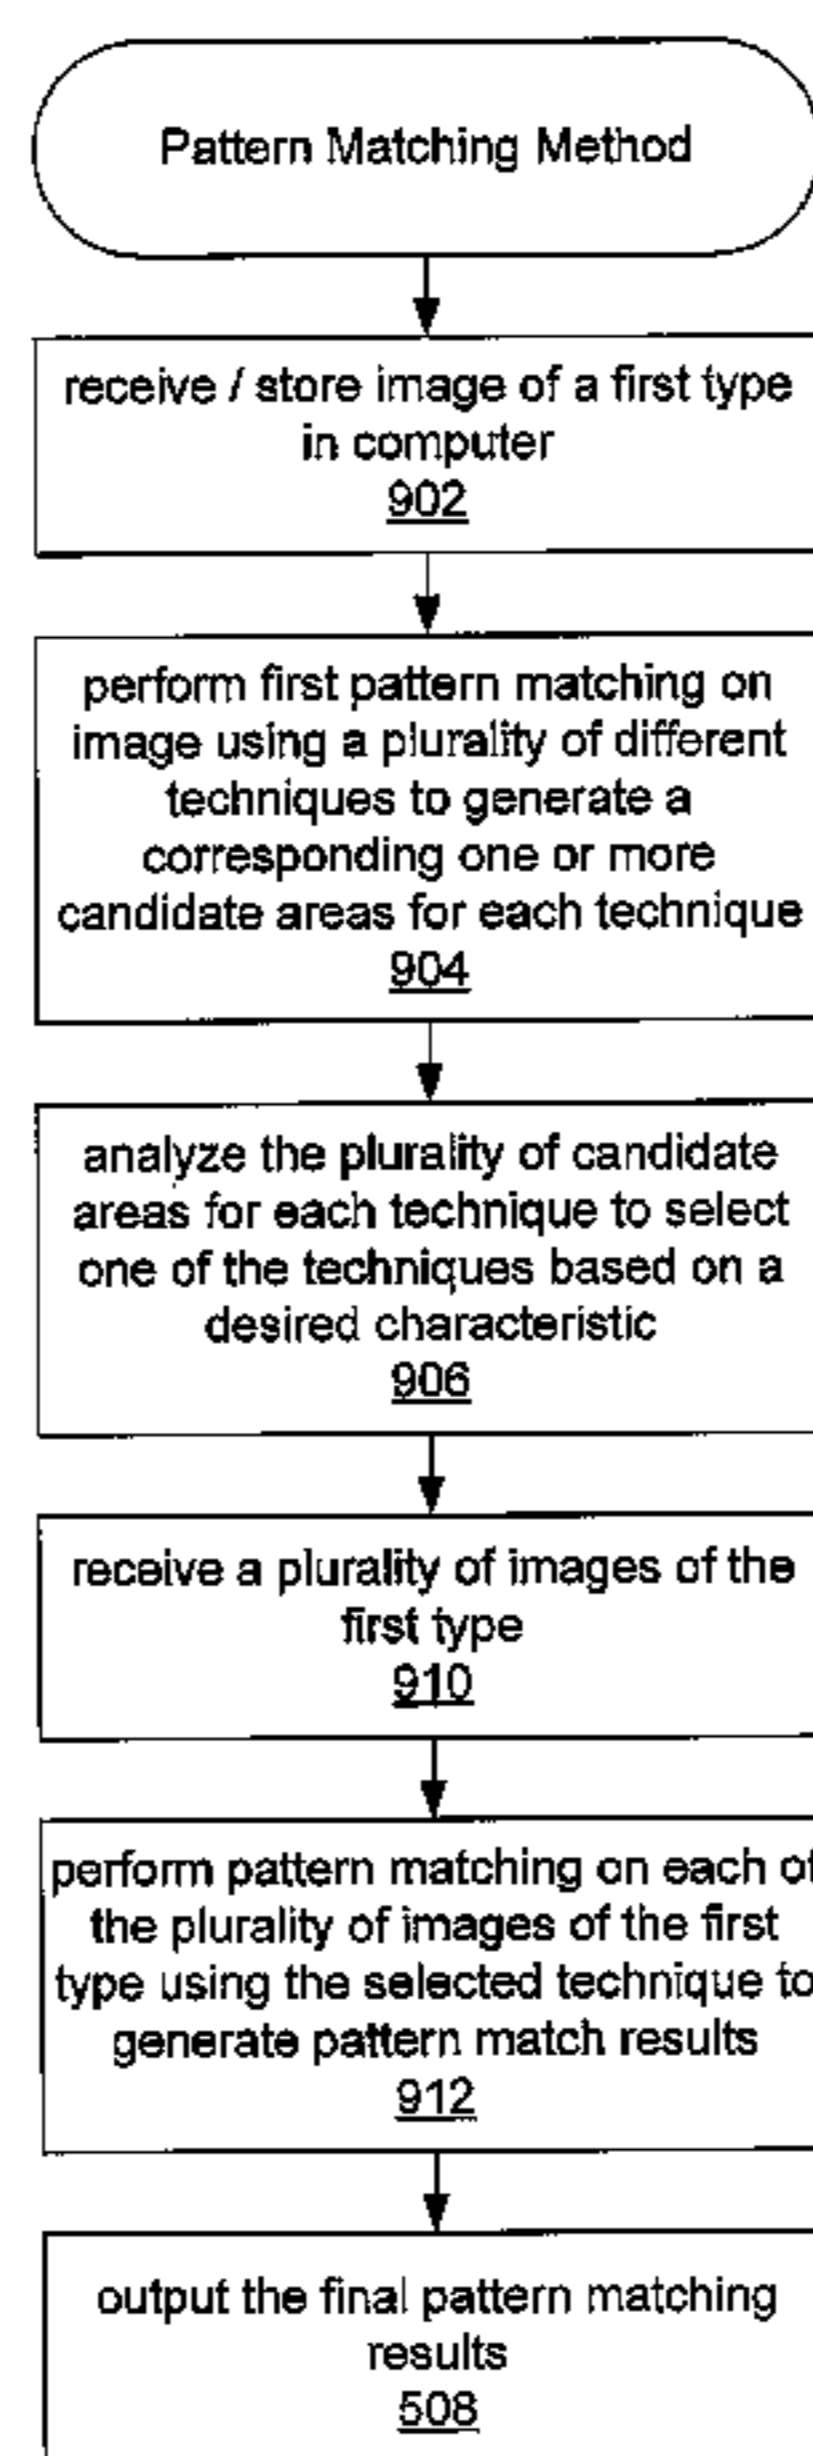 Pattern Matching Method
receive / store image of a first type
in computer
902
perform first pattern matching on
image using a plurality of different
techniques to generate a
corresponding one or more
candidate areas for each technique
904
analyze the plurality of candidate
areas for each technique to select
one of the techniques based on a
desired characteristic
906
receive a plurality of images of the
first type
910
perform pattern matching on each of
the plurality of images of the first
type using the selected technique to
generate pattern match results
912
output the final pattern matching
results
508